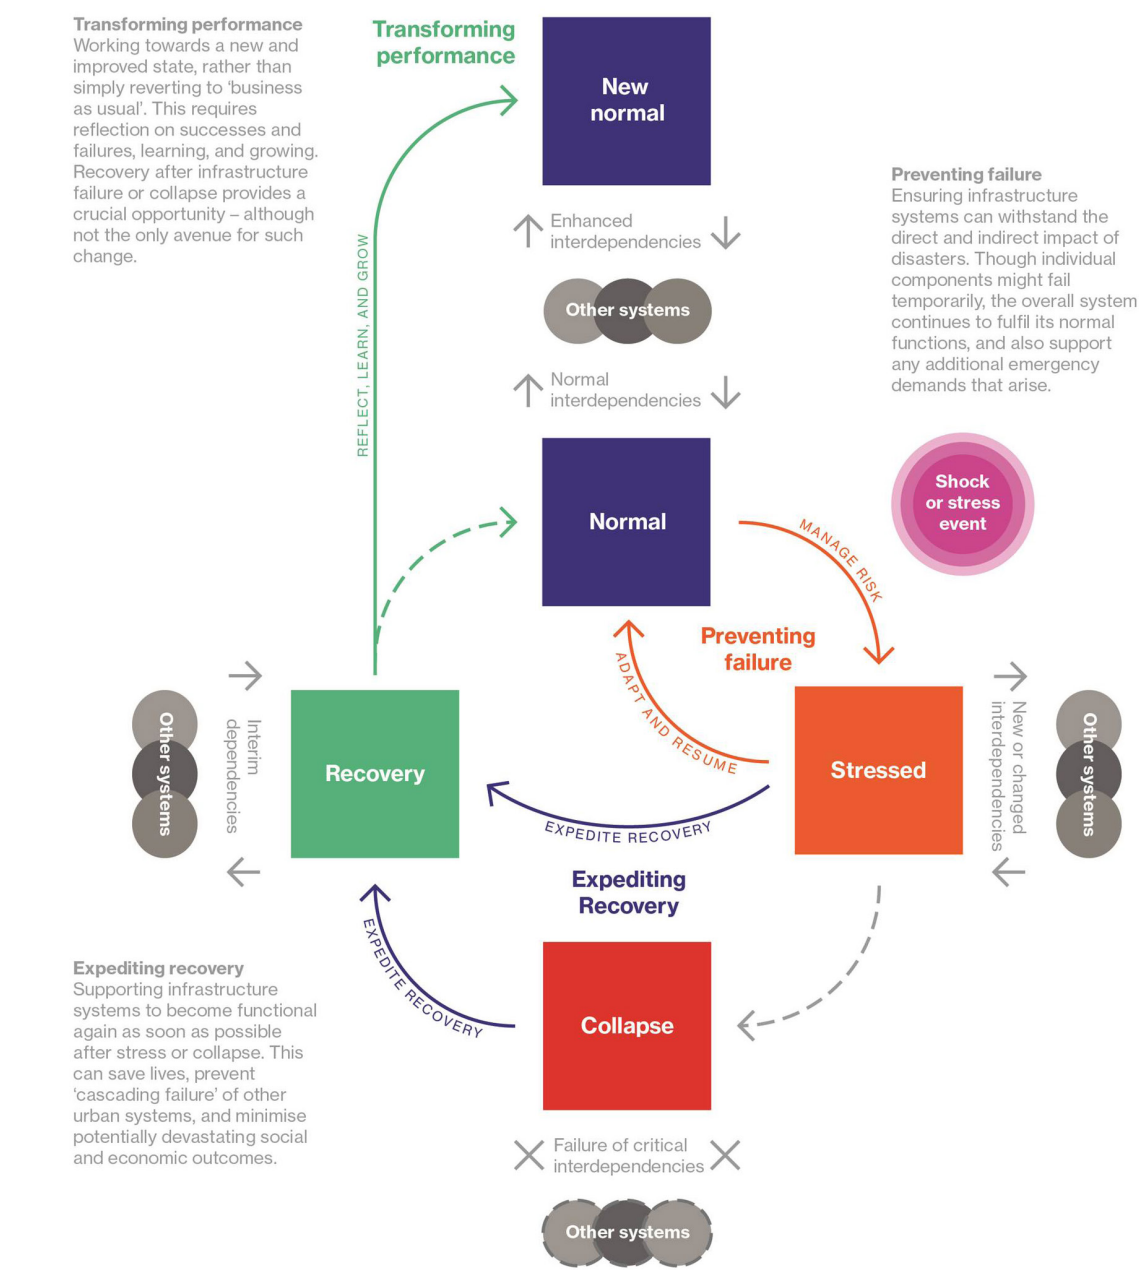 Transforming performance
Working towards a new and
improved state, rather than
simply reverting to ‘business
as usual’. This requires
reflection on successes and
failures, learning, and growing.
Recovery after infrastructure
failure or collapse provides a
crucial opportunity – although
not the only avenue for such
change.
Transforming
performance
New
normal
REFLECT, LEARN, AND GROW
Enhanced
interdependencies
Other systems
Normal
interdependencies
Preventing failure
Ensuring infrastructure
systems can withstand the
direct and indirect impact of
disasters. Though individual
components might fail
temporarily, the overall system
continues to fulfil its normal
functions, and also support
any additional emergency
demands that arise.
Shock
or stress
event
Normal
MANAGE RISK
Preventing
failure
ADAPT AND RESUME
Other systems
Interim
dependencies
Recovery
Stressed
New or changed
interdependencies
Other systems
EXPEDITE RECOVERY
Expediting
Recovery
EXPEDITE RECOVERY
Collapse
Expediting recovery
Supporting infrastructure
systems to become functional
again as soon as possible
after stress or collapse. This
can save lives, prevent
‘cascading failure’ of other
urban systems, and minimise
potentially devastating social
and economic outcomes.
Failure of critical
interdependencies
Other systems